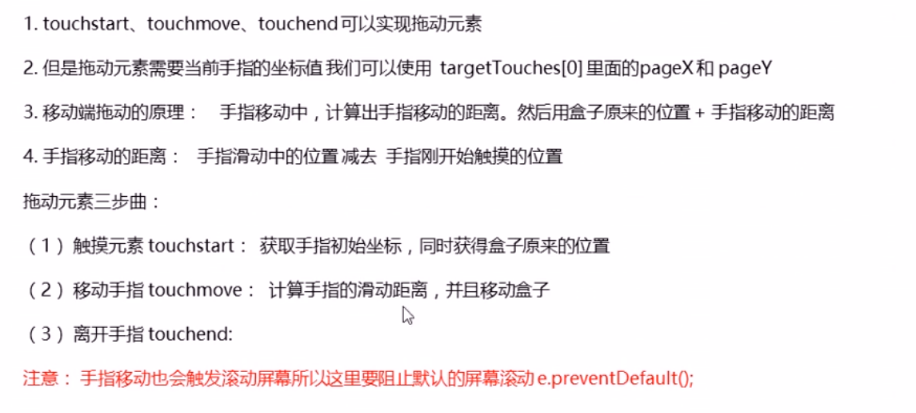 1. touchstart、touchmove、touchend 可以实现拖动元素
2. 但是拖动元素需要当前手指的坐标值 我们可以使用 targetTouches[0] 里面的pageX 和 pageY
3. 移动端拖动的原理： 手指移动中，计算出手指移动的距离。然后用盒子原来的位置 + 手指移动的距离
4. 手指移动的距离： 手指滑动中的位置 减去 手指刚开始触摸的位置
拖动元素三步曲：
（1）触摸元素 touchstart： 获取手指初始坐标，同时获得盒子原来的位置
（2）移动手指 touchmove： 计算手指的滑动距离，并且移动盒子
（3）离开手指 touchend:
注意： 手指移动也会触发滚动屏幕所以这里要阻止默认的屏幕滚动 e.preventDefault();